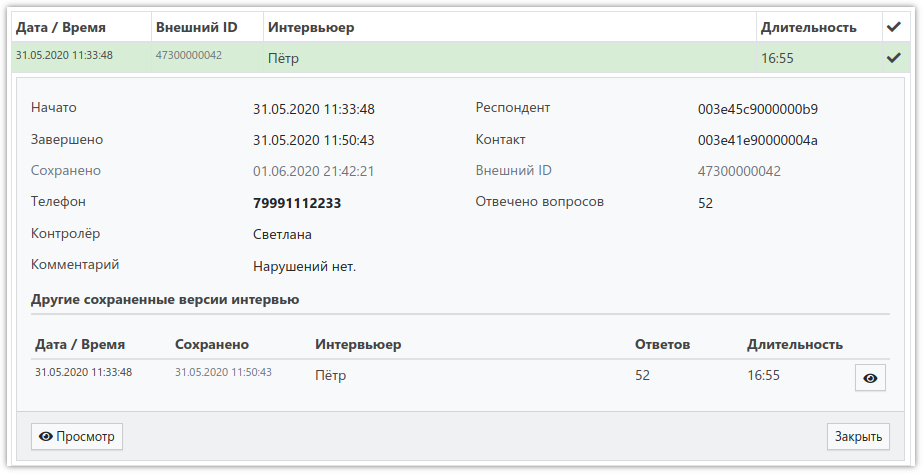 Дата / Время Внешний ID Интервьюер Длительность
31.05.2020 11:33:48 47300000042 Пётр 16:55
Начато 31.05.2020 11:33:48 Респондент 003e45c9000000b9
Завершено 31.05.2020 11:50:43 Контакт 003e41e90000004a
Сохранено 01.06.2020 21:42:21 Внешний ID 47300000042
Телефон 79991112233 Отвечено вопросов 52
Контролёр Светлана
Комментарий Нарушений нет.
Другие сохраненные версии интервью
Дата / Время Сохранено Интервьюер Ответов Длительность
31.05.2020 11:33:48 31.05.2020 11:50:43 Пётр 52 16:55
Просмотр Закрыть